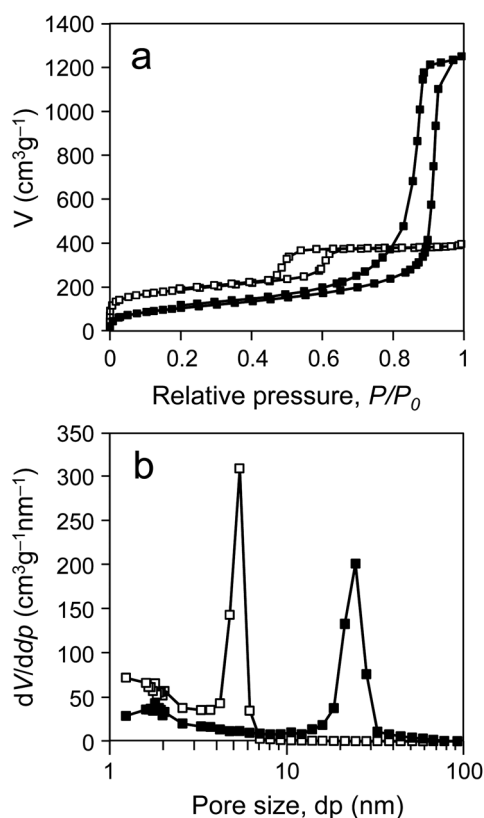 a
V (cm³g⁻¹)
1400
1200
1000
800
600
400
200
0
0 0.2 0.4 0.6 0.8 1
Relative pressure, P/P₀
b
dV/ddp (cm³g⁻¹nm⁻¹)
350
300
250
200
150
100
50
0
1 10 100
Pore size, dp (nm)